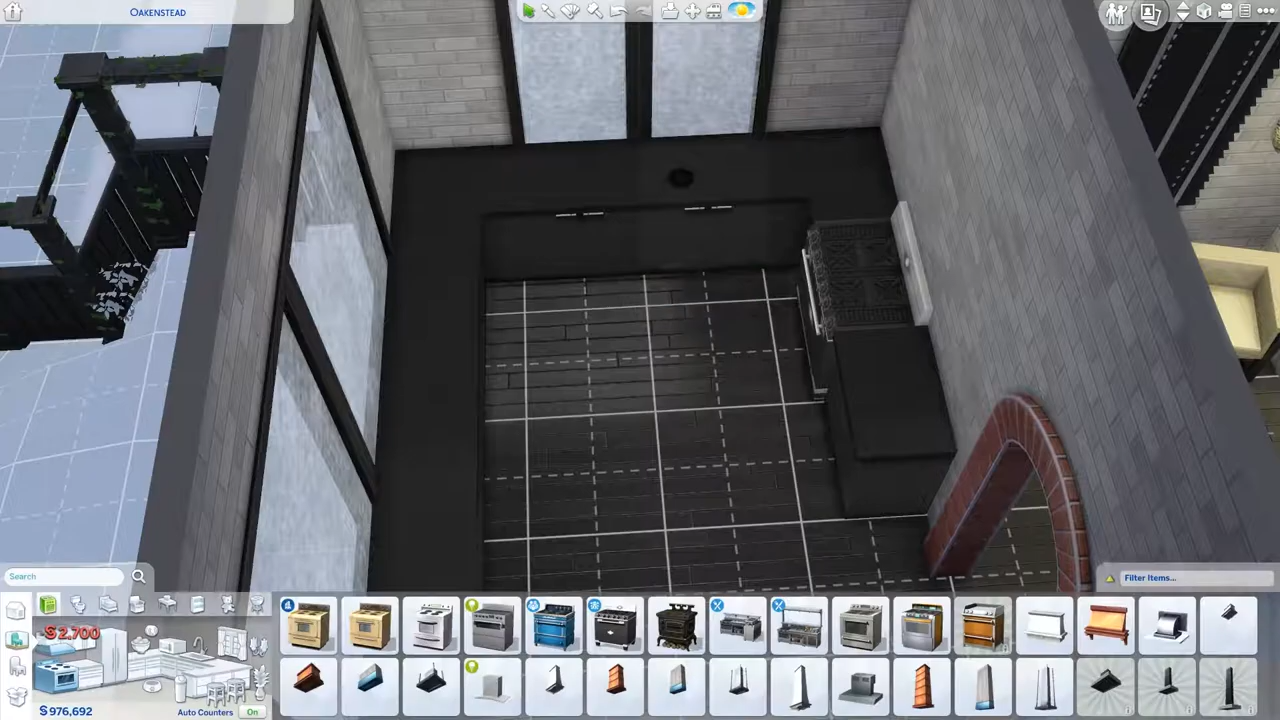 OAKENSTEAD
Search
Filter Items...
-$2,700
$976,692
Auto Counters
On